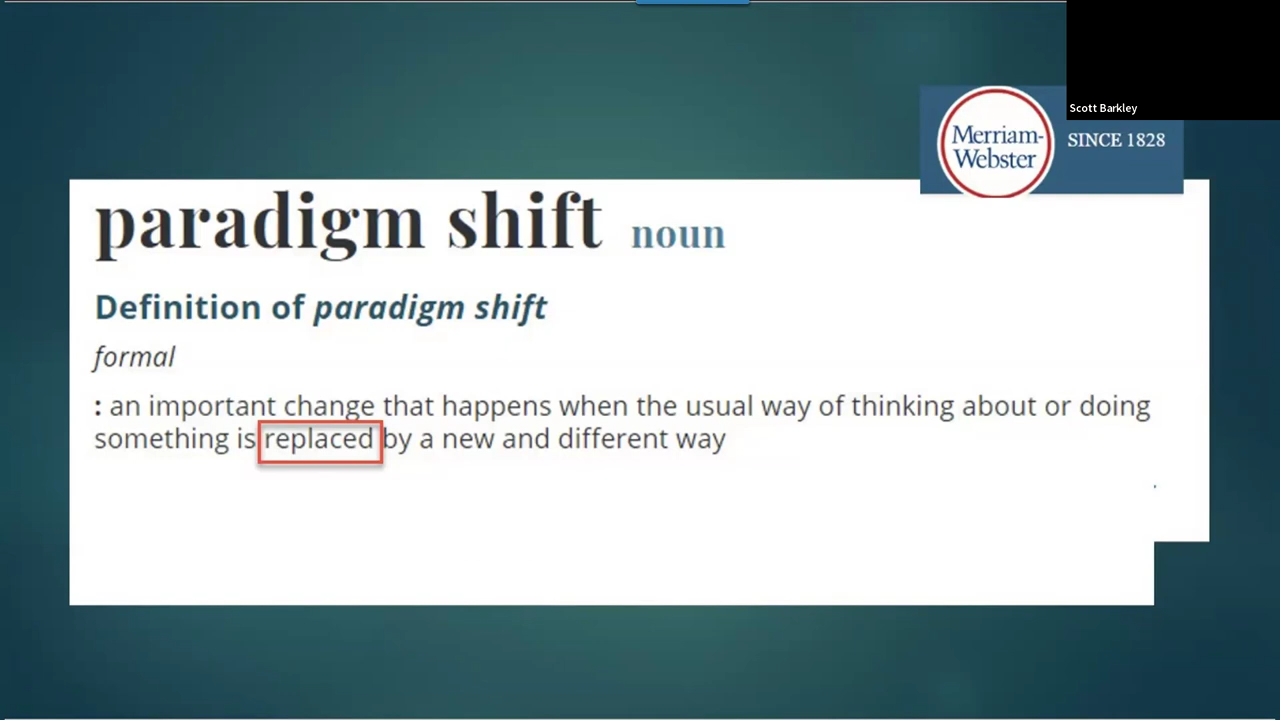 Scott Barkley
Merriam-
Webster
SINCE 1828
paradigm shift noun
Definition of paradigm shift
formal
: an important change that happens when the usual way of thinking about or doing
something is replaced by a new and different way